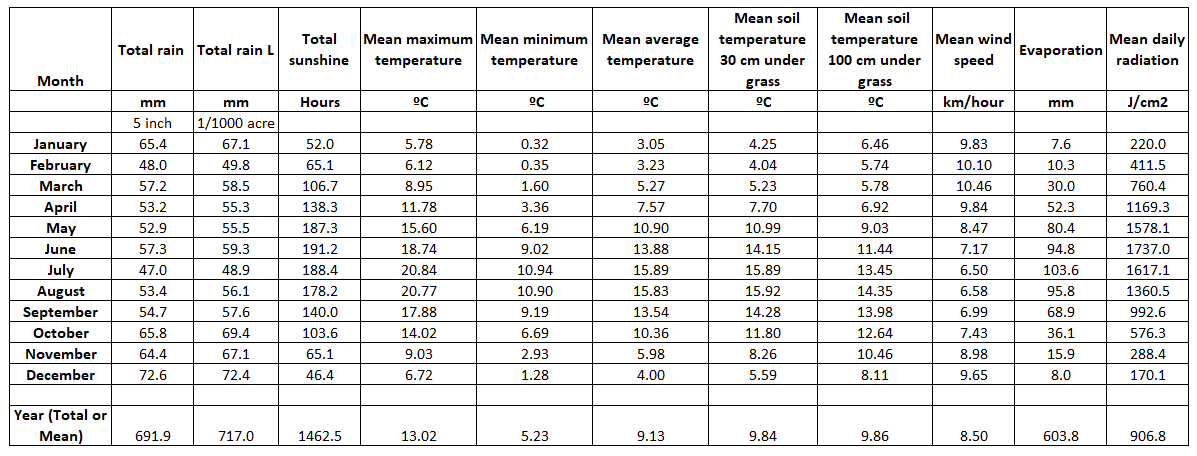 Month Total rain Total rain L Total sunshine Mean maximum temperature Mean minimum temperature Mean average temperature Mean soil temperature 30 cm under grass Mean soil temperature 100 cm under grass Mean wind speed Evaporation Mean daily radiation
mm mm Hours ºC ºC ºC ºC ºC km/hour mm J/cm2
5 inch 1/1000 acre
January 65.4 67.1 52.0 5.78 0.32 3.05 4.25 6.46 9.83 7.6 220.0
February 48.0 49.8 65.1 6.12 0.35 3.23 4.04 5.74 10.10 10.3 411.5
March 57.2 58.5 106.7 8.95 1.60 5.27 5.23 5.78 10.46 30.0 760.4
April 53.2 55.3 138.3 11.78 3.36 7.57 7.70 6.92 9.84 52.3 1169.3
May 52.9 55.5 187.3 15.60 6.19 10.90 10.99 9.03 8.47 80.4 1578.1
June 57.3 59.3 191.2 18.74 9.02 13.88 14.15 11.44 7.17 94.8 1737.0
July 47.0 48.9 188.4 20.84 10.94 15.89 15.89 13.45 6.50 103.6 1617.1
August 53.4 56.1 178.2 20.77 10.90 15.83 15.92 14.35 6.58 95.8 1360.5
September 54.7 57.6 140.0 17.88 9.19 13.54 14.28 13.98 6.99 68.9 992.6
October 65.8 69.4 103.6 14.02 6.69 10.36 11.80 12.64 7.43 36.1 576.3
November 64.4 67.1 65.1 9.03 2.93 5.98 8.26 10.46 8.98 15.9 288.4
December 72.6 72.4 46.4 6.72 1.28 4.00 5.59 8.11 9.65 8.0 170.1
Year (Total or Mean) 691.9 717.0 1462.5 13.02 5.23 9.13 9.84 9.86 8.50 603.8 906.8